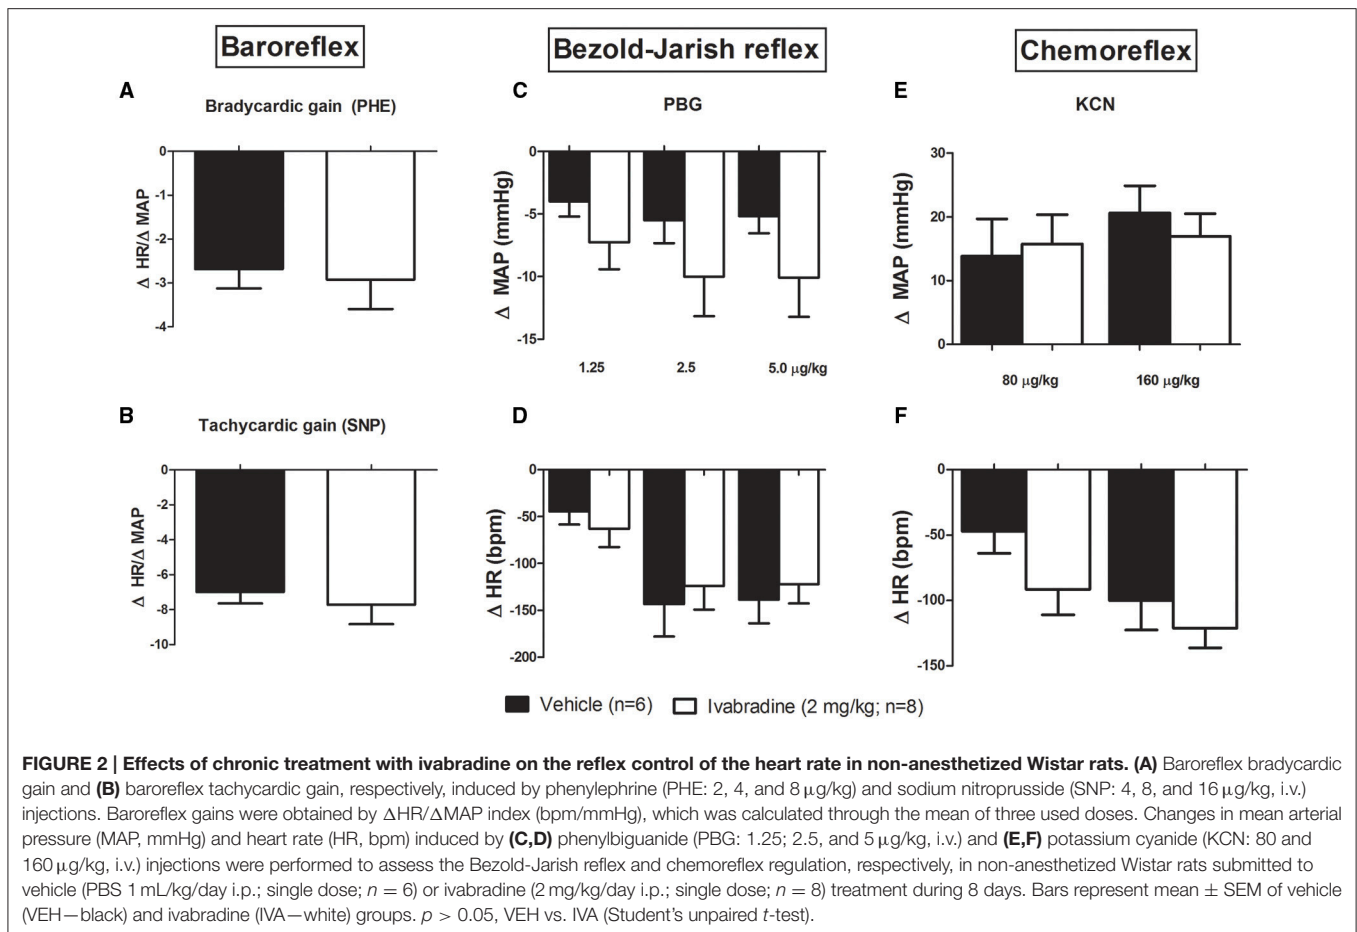 Baroreflex
Bezold-Jarish reflex
Chemoreflex
A
Bradycardic gain (PHE)
Δ HR/Δ MAP
0
-1
-2
-3
-4
C
PBG
Δ MAP (mmHg)
0
-5
-10
-15
1.25
2.5
5.0 µg/kg
E
KCN
Δ MAP (mmHg)
30
20
10
0
80 µg/kg
160 µg/kg
B
Tachycardic gain (SNP)
Δ HR/Δ MAP
0
-2
-4
-6
-8
-10
D
Δ HR (bpm)
0
-50
-100
-150
-200
F
Δ HR (bpm)
0
-50
-100
-150
Vehicle (n=6)
Ivabradine (2 mg/kg; n=8)
FIGURE 2 | Effects of chronic treatment with ivabradine on the reflex control of the heart rate in non-anesthetized Wistar rats. (A) Baroreflex bradycardic
gain and (B) baroreflex tachycardic gain, respectively, induced by phenylephrine (PHE: 2, 4, and 8 µg/kg) and sodium nitroprusside (SNP: 4, 8, and 16 µg/kg, i.v.)
injections. Baroreflex gains were obtained by ΔHR/ΔMAP index (bpm/mmHg), which was calculated through the mean of three used doses. Changes in mean arterial
pressure (MAP, mmHg) and heart rate (HR, bpm) induced by (C,D) phenylbiguanide (PBG: 1.25; 2.5, and 5 µg/kg, i.v.) and (E,F) potassium cyanide (KCN: 80 and
160 µg/kg, i.v.) injections were performed to assess the Bezold-Jarish reflex and chemoreflex regulation, respectively, in non-anesthetized Wistar rats submitted to
vehicle (PBS 1 mL/kg/day i.p.; single dose; n = 6) or ivabradine (2 mg/kg/day i.p.; single dose; n = 8) treatment during 8 days. Bars represent mean ± SEM of vehicle
(VEH—black) and ivabradine (IVA—white) groups. p > 0.05, VEH vs. IVA (Student's unpaired t-test).